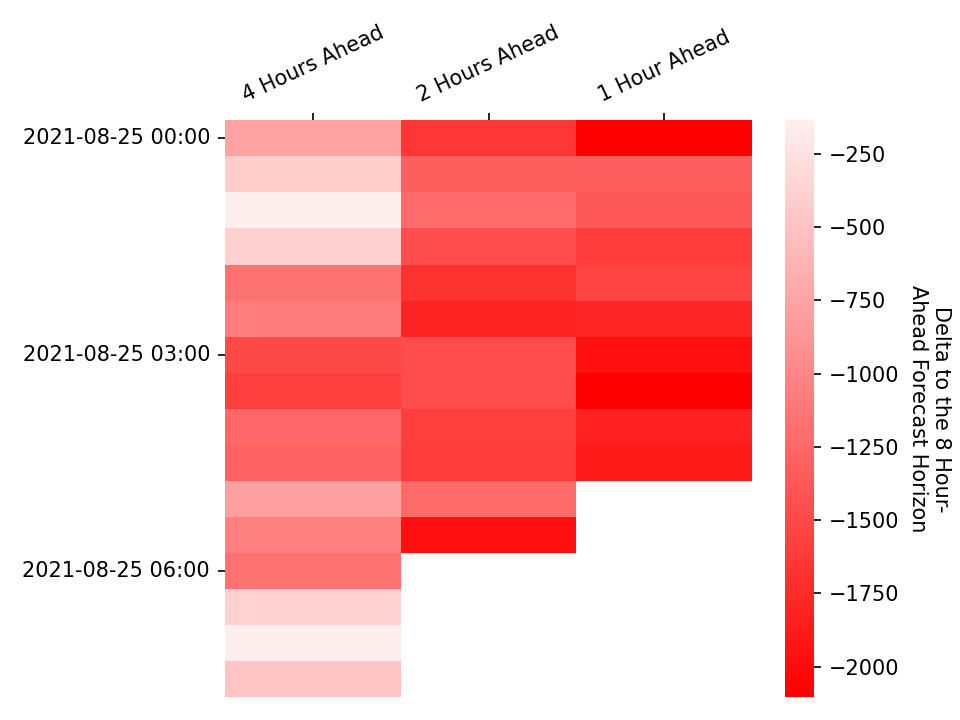 4 Hours Ahead
2 Hours Ahead
1 Hour Ahead
2021-08-25 00:00
2021-08-25 03:00
2021-08-25 06:00
−250
−500
−750
−1000
−1250
−1500
−1750
−2000
Delta to the 8 Hour-
Ahead Forecast Horizon